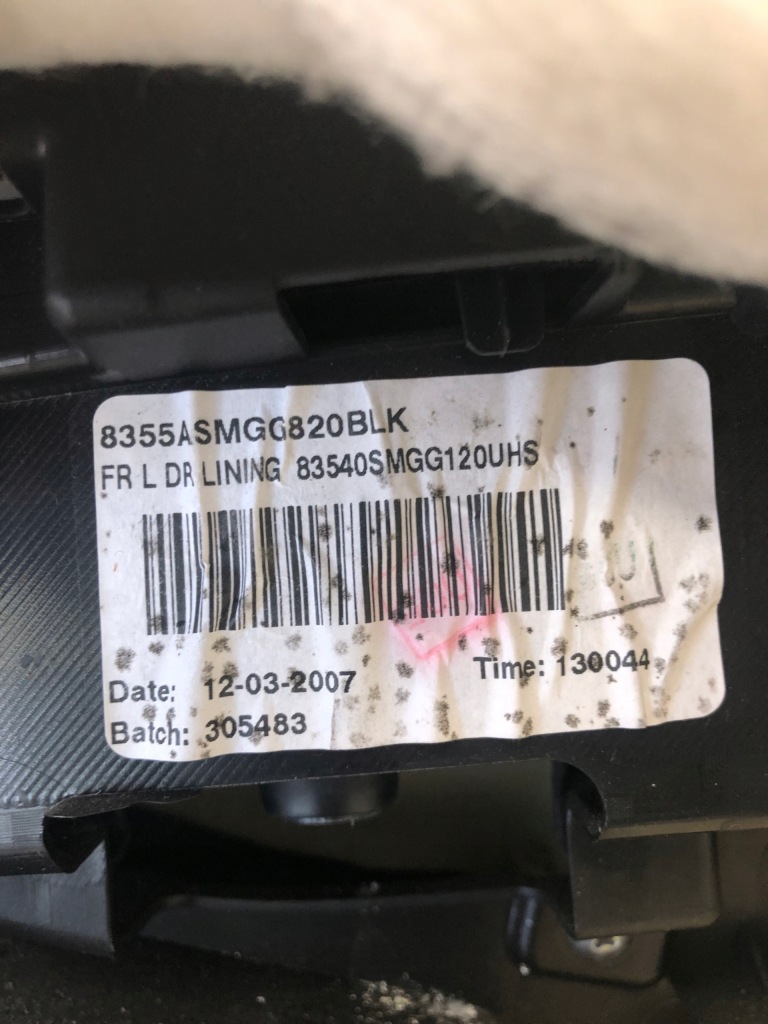 8355ASMGG820BLK
FR L DR LINING 83540SMGG120UHS
Date: 12-03-2007 Time: 130044
Batch: 305483